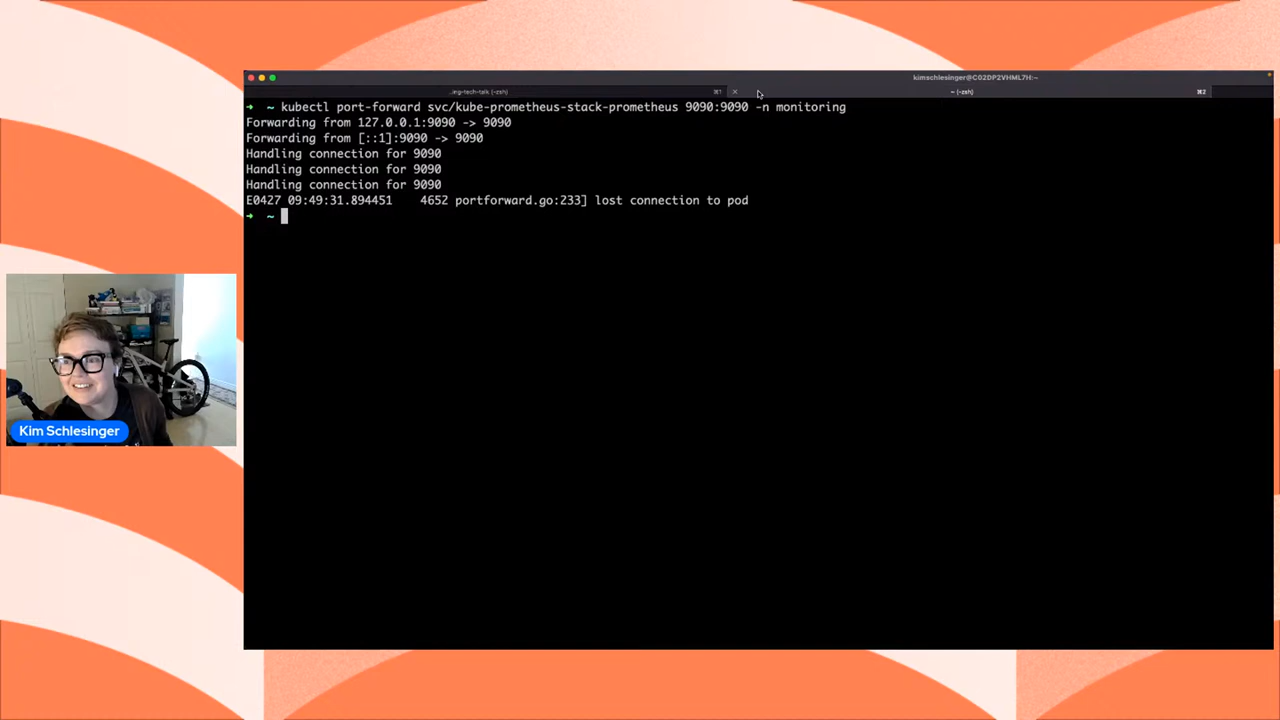 kimschlesinger@C02DP2VHML7H:~
..ing-tech-talk (-zsh) ⌘1 × ~ (-zsh) ⌘2
➜ ~ kubectl port-forward svc/kube-prometheus-stack-prometheus 9090:9090 -n monitoring
Forwarding from 127.0.0.1:9090 -> 9090
Forwarding from [::1]:9090 -> 9090
Handling connection for 9090
Handling connection for 9090
Handling connection for 9090
E0427 09:49:31.894451 4652 portforward.go:233] lost connection to pod
➜ ~
Kim Schlesinger